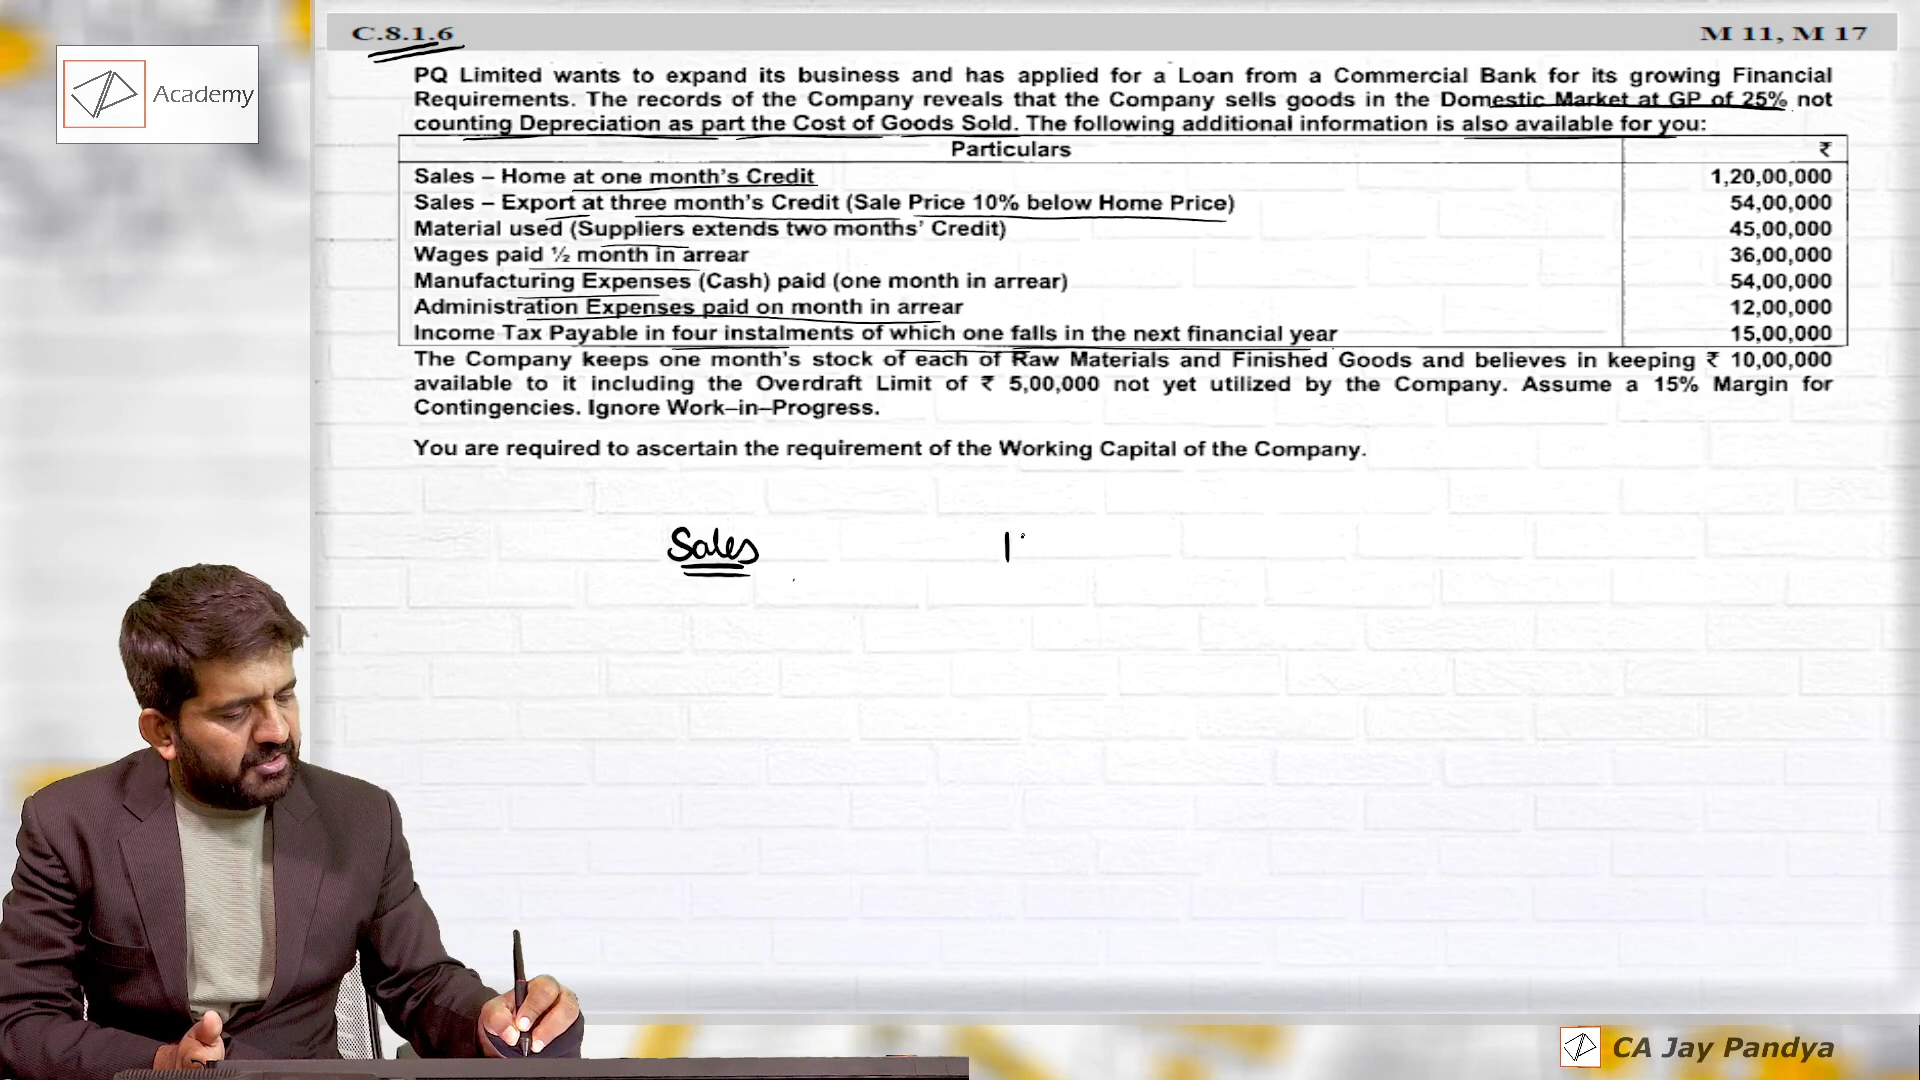 Academy
C.8.1.6 M 11, M 17
PQ Limited wants to expand its business and has applied for a Loan from a Commercial Bank for its growing Financial
Requirements. The records of the Company reveals that the Company sells goods in the Domestic Market at GP of 25% not
counting Depreciation as part the Cost of Goods Sold. The following additional information is also available for you:
Particulars ₹
Sales – Home at one month's Credit 1,20,00,000
Sales – Export at three month's Credit (Sale Price 10% below Home Price) 54,00,000
Material used (Suppliers extends two months' Credit) 45,00,000
Wages paid ½ month in arrear 36,00,000
Manufacturing Expenses (Cash) paid (one month in arrear) 54,00,000
Administration Expenses paid on month in arrear 12,00,000
Income Tax Payable in four instalments of which one falls in the next financial year 15,00,000
The Company keeps one month's stock of each of Raw Materials and Finished Goods and believes in keeping ₹ 10,00,000
available to it including the Overdraft Limit of ₹ 5,00,000 not yet utilized by the Company. Assume a 15% Margin for
Contingencies. Ignore Work–in–Progress.
You are required to ascertain the requirement of the Working Capital of the Company.
Sales
CA Jay Pandya